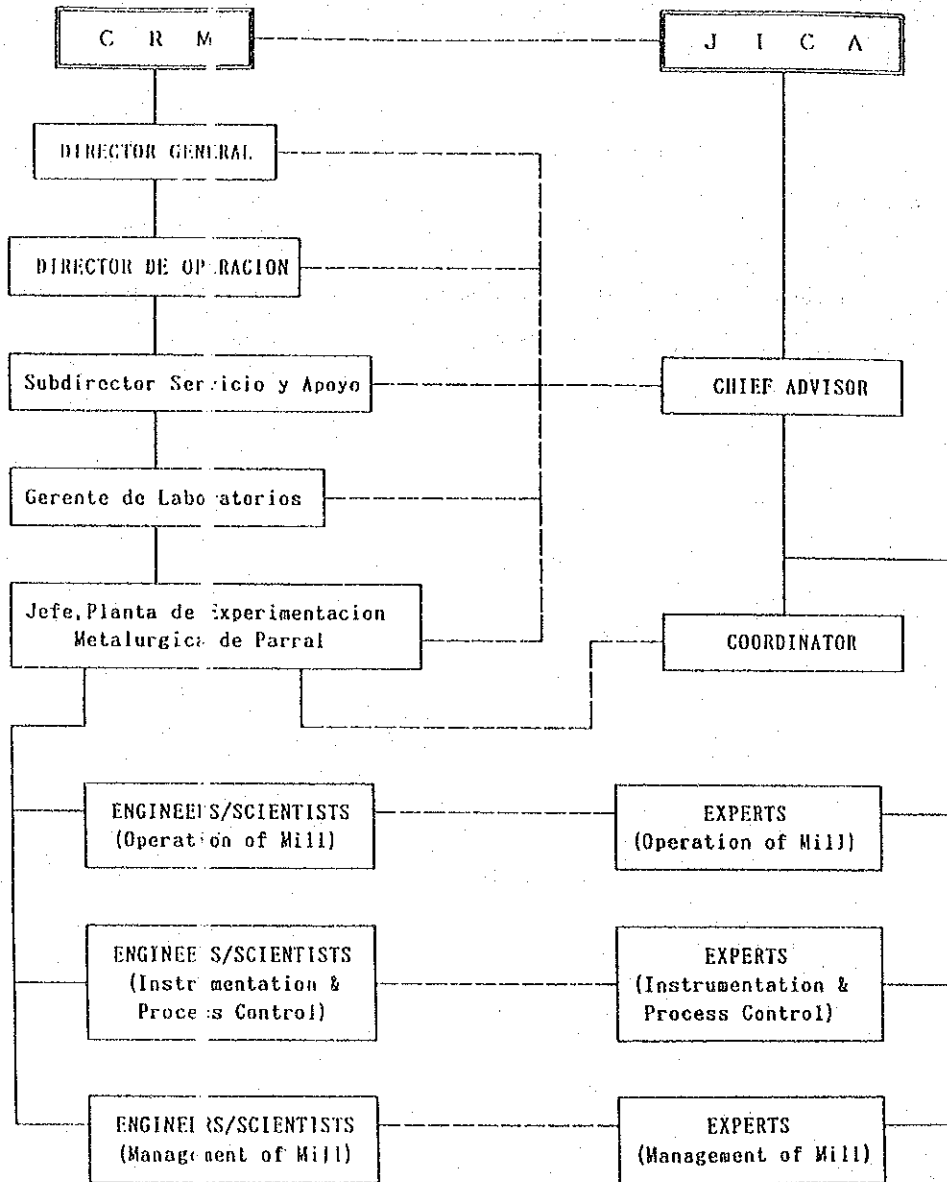 C R M
J I C A
DIRECTOR GENERAL
DIRECTOR DE OPERACION
Subdirector Servicio y Apoyo
CHIEF ADVISOR
Gerente de Laboratorios
Jefe, Planta de Experimentacion
Metalurgica de Parral
COORDINATOR
ENGINEERS/SCIENTISTS
(Operation of Mill)
EXPERTS
(Operation of Mill)
ENGINEERS/SCIENTISTS
(Instrumentation &
Process Control)
EXPERTS
(Instrumentation &
Process Control)
ENGINEERS/SCIENTISTS
(Management of Mill)
EXPERTS
(Management of Mill)